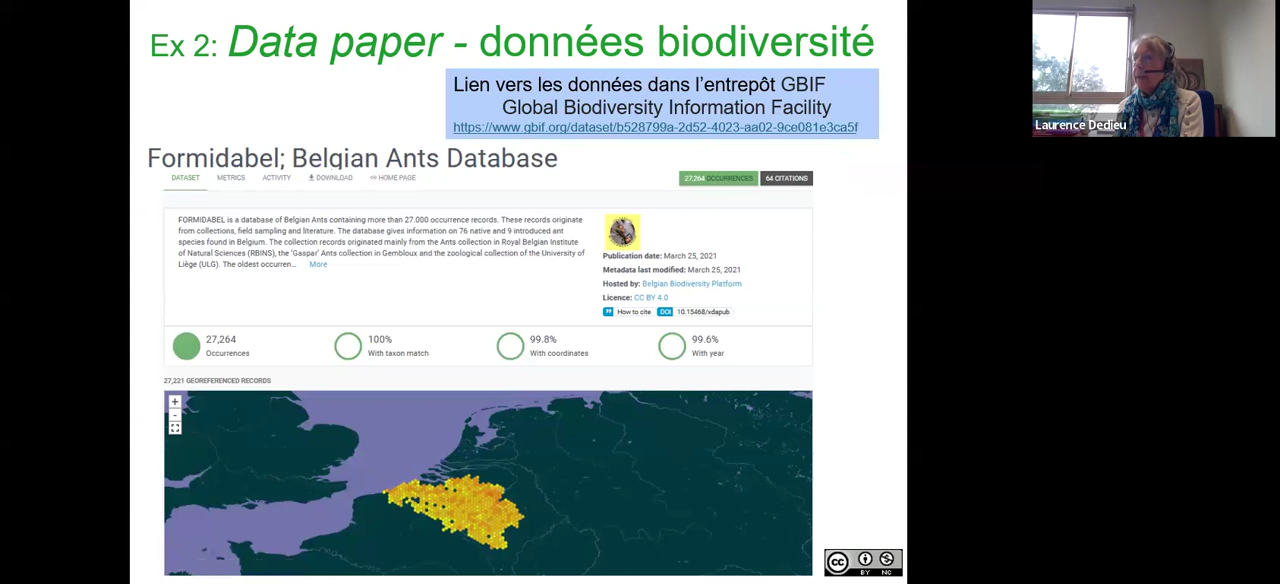 Ex 2: Data paper - données biodiversité
Lien vers les données dans l'entrepôt GBIF
Global Biodiversity Information Facility
https://www.gbif.org/dataset/b528799a-2d52-4023-aa02-9ce081e3ca5f
Laurence Dedieu
Formidabel; Belgian Ants Database
DATASET METRICS ACTIVITY DOWNLOAD HOME PAGE
27,264 OCCURRENCES 64 CITATIONS
FORMIDABEL is a database of Belgian Ants containing more than 27.000 occurrence records. These records originate
from collections, field sampling and literature. The database gives information on 76 native and 9 introduced ant
species found in Belgium. The collection records originated mainly from the Ants collection in Royal Belgian Institute
of Natural Sciences (RBINS), the 'Gaspar' Ants collection in Gembloux and the zoological collection of the University of
Liège (ULG). The oldest occurren... More
Publication date: March 25, 2021
Metadata last modified: March 25, 2021
Hosted by: Belgian Biodiversity Platform
Licence: CC BY 4.0
How to cite DOI 10.15468/xdapub
27,264
Occurrences
100%
With taxon match
99.8%
With coordinates
99.6%
With year
27,221 GEOREFERENCED RECORDS
+
-
cc BY NC